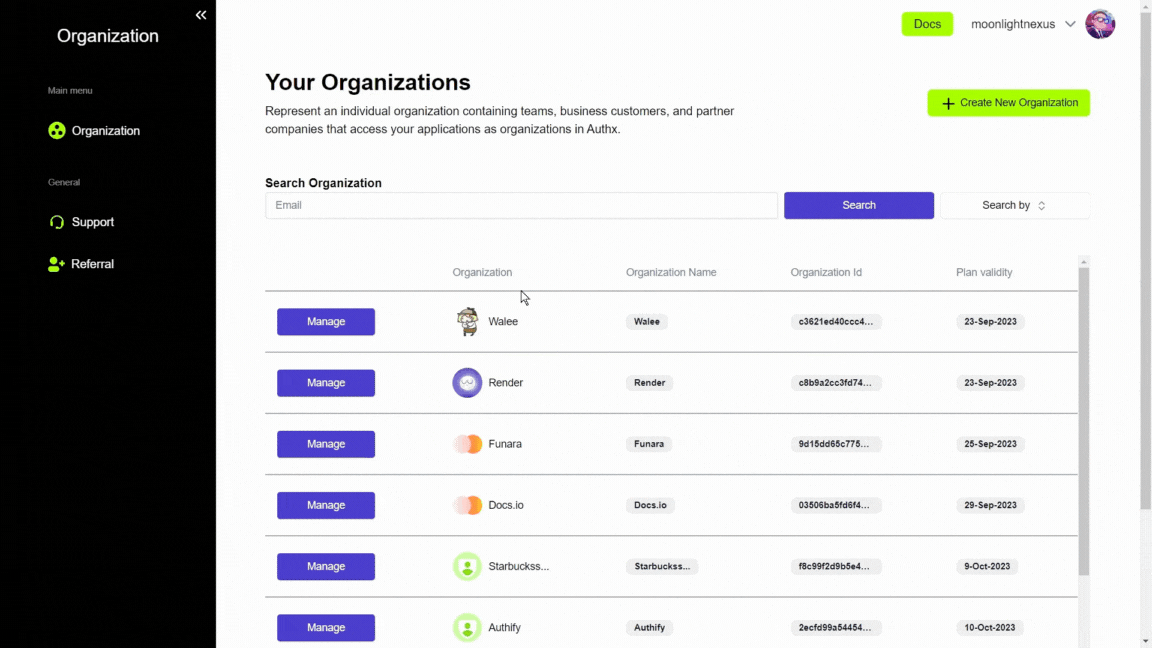 Organization
Main menu
Organization
General
Support
Referral
Docs
moonlightnexus
Your Organizations
Represent an individual organization containing teams, business customers, and partner
companies that access your applications as organizations in Authx.
Create New Organization
Search Organization
Email
Search
Search by
Organization Organization Name Organization Id Plan validity
Manage Walee Walee c3621ed40ccc4... 23-Sep-2023
Manage Render Render c8b9a2cc3fd74... 23-Sep-2023
Manage Funara Funara 9d15dd65c775... 25-Sep-2023
Manage Docs.io Docs.io 03506ba5fd6f4... 29-Sep-2023
Manage Starbuckss... Starbuckss... f8c99f2d9b5e4... 9-Oct-2023
Manage Authify Authify 2ecfd99a54454... 10-Oct-2023